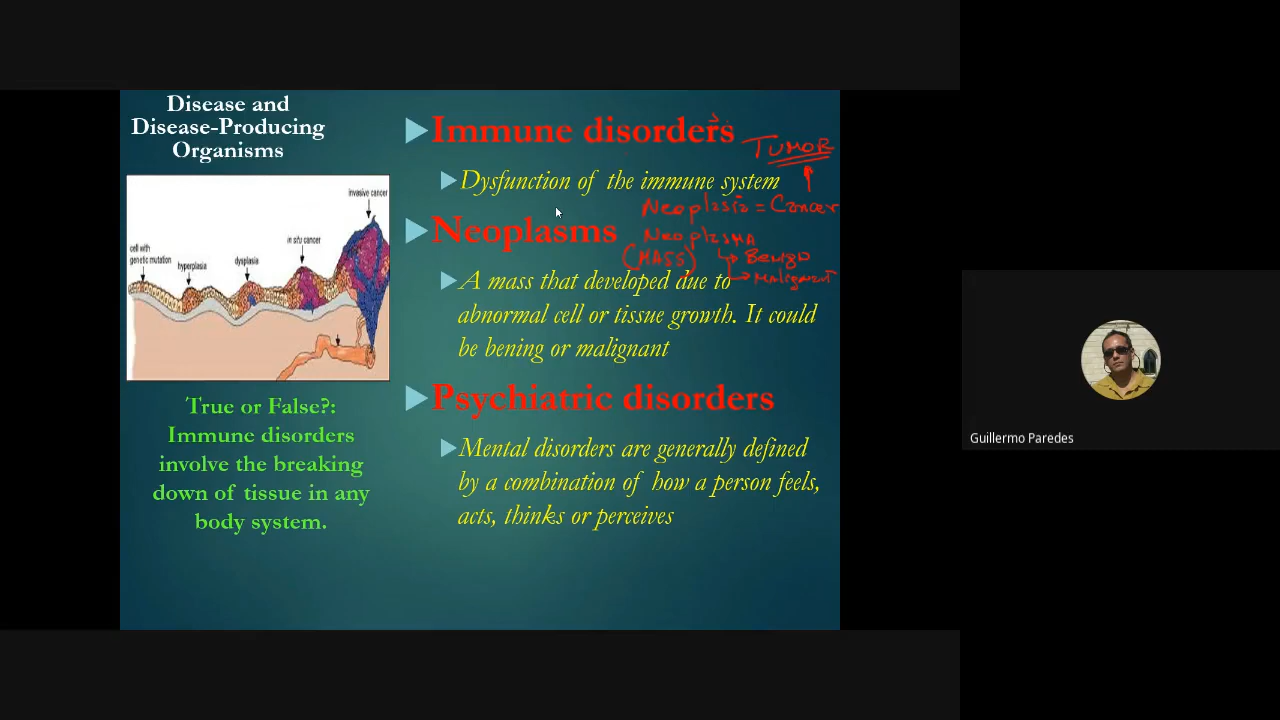 Disease and
Disease-Producing
Organisms
invasive cancer
in situ cancer
cell with
genetic mutation
hyperplasia
dysplasia
True or False?:
Immune disorders
involve the breaking
down of tissue in any
body system.
Immune disorders
TUMOR
Dysfunction of the immune system
Neoplasia = Cancer
Neoplasms
NeoplasMA
(MASS)
Benign
Malignant
A mass that developed due to
abnormal cell or tissue growth. It could
be bening or malignant
Psychiatric disorders
Mental disorders are generally defined
by a combination of how a person feels,
acts, thinks or perceives
Guillermo Paredes